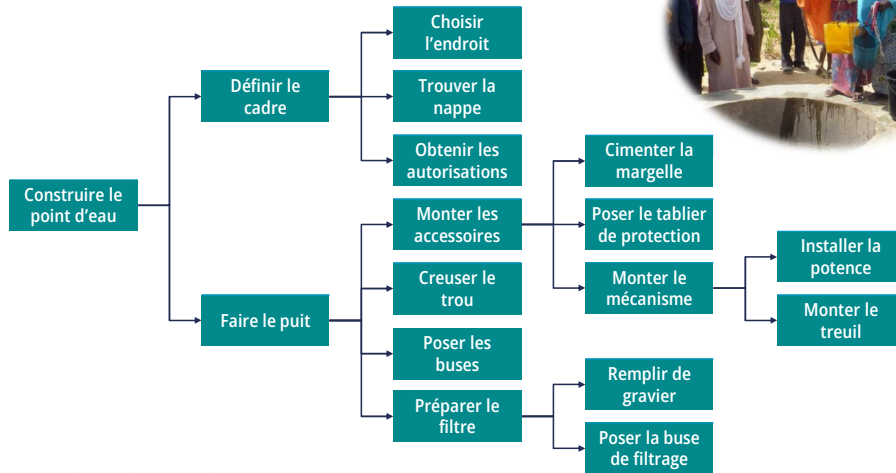 Choisir
l'endroit
Définir le
cadre
Trouver la
nappe
Obtenir les
autorisations
Cimenter la
margelle
Construire le
point d'eau
Monter les
accessoires
Poser le tablier
de protection
Installer la
potence
Creuser le
trou
Monter le
mécanisme
Faire le puit
Monter le
treuil
Poser les
buses
Remplir de
gravier
Préparer le
filtre
Poser la buse
de filtrage